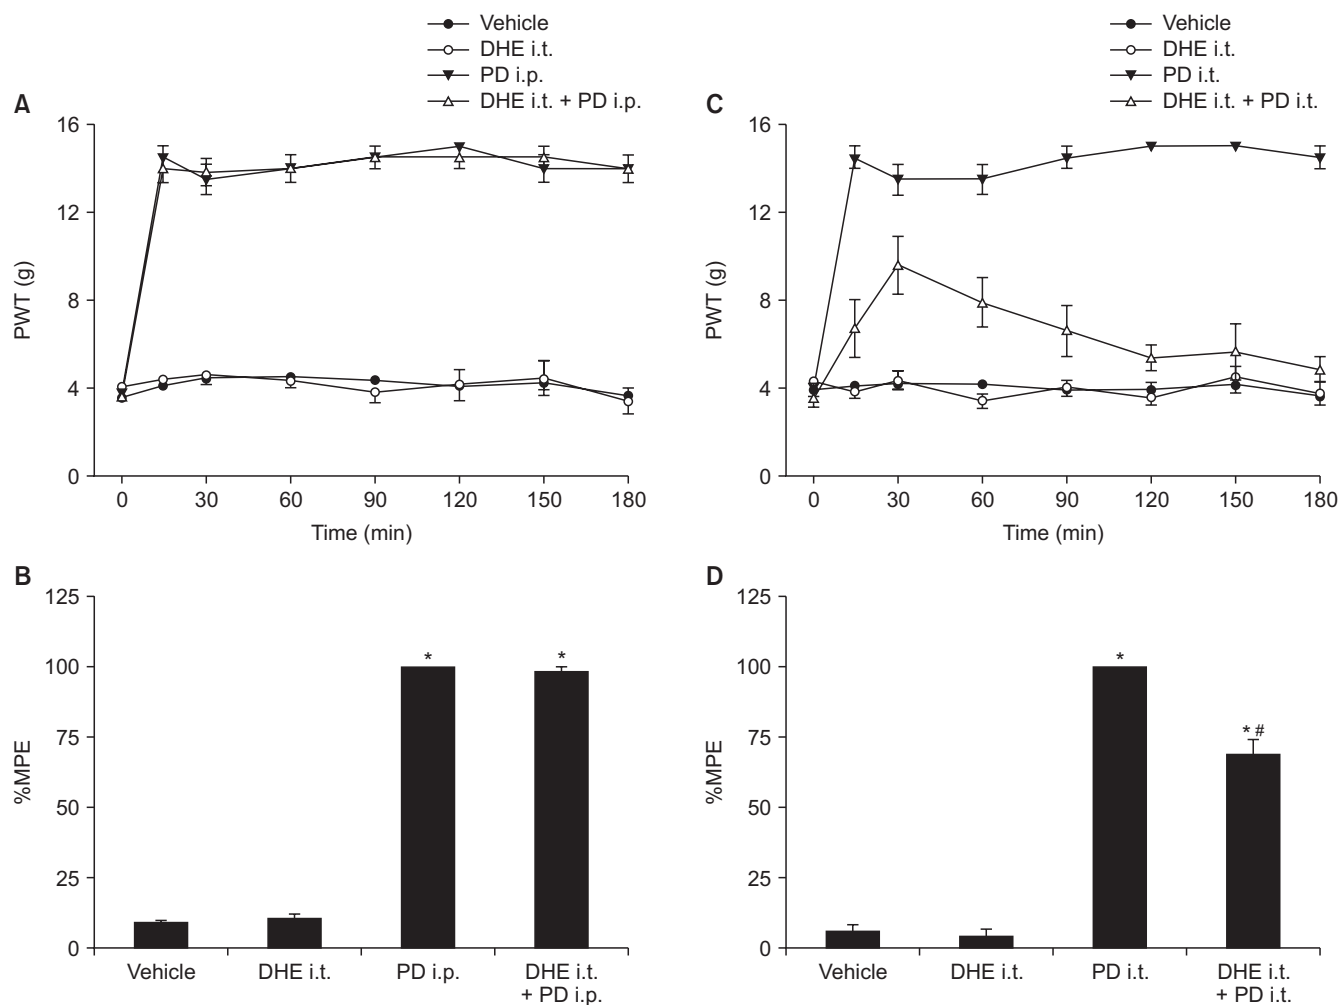 Vehicle
DHE i.t.
PD i.p.
DHE i.t. + PD i.p.
A
16
12
8
4
0
PWT (g)
0 30 60 90 120 150 180
Time (min)
Vehicle
DHE i.t.
PD i.t.
DHE i.t. + PD i.t.
C
16
12
8
4
0
PWT (g)
0 30 60 90 120 150 180
Time (min)
B
125
100
75
50
25
0
%MPE
* *
Vehicle DHE i.t. PD i.p. DHE i.t.
+ PD i.p.
D
125
100
75
50
25
0
%MPE
* * #
Vehicle DHE i.t. PD i.t. DHE i.t.
+ PD i.t.